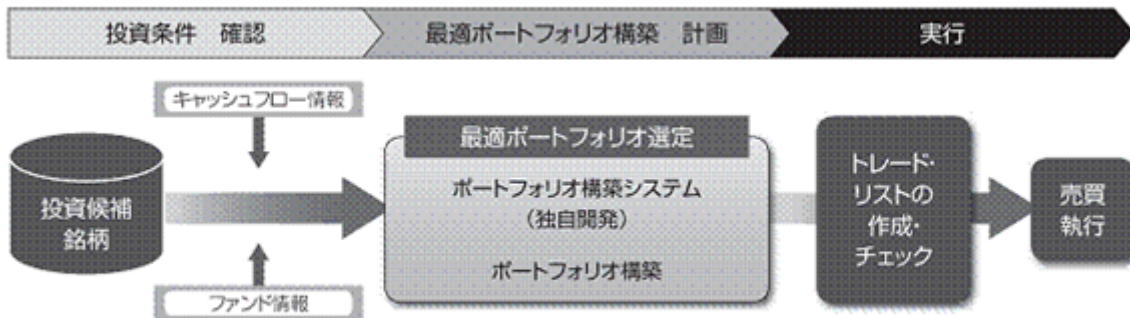 投資条件　確認
最適ポートフォリオ構築　計画
実行
キャッシュフロー情報
投資候補
銘柄
ファンド情報
最適ポートフォリオ選定
ポートフォリオ構築システム
（独自開発）
ポートフォリオ構築
トレード・
リストの
作成・
チェック
売買
執行